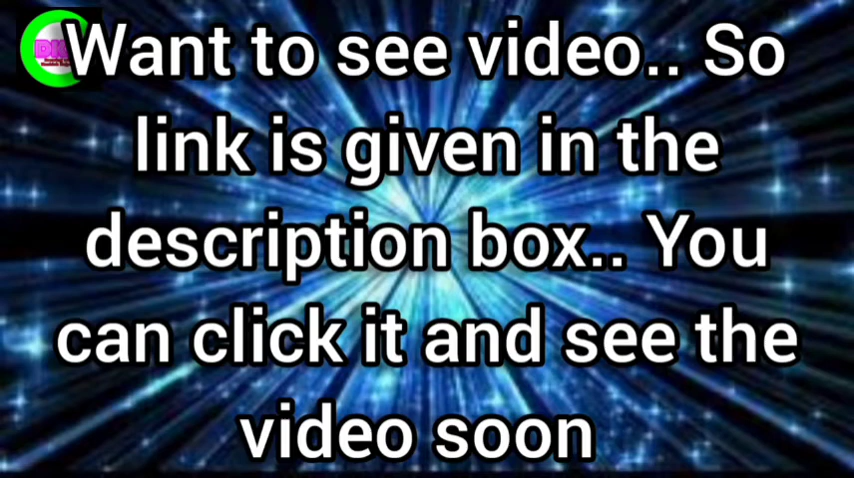 Want to see video.. So
link is given in the
description box.. You
can click it and see the
video soon